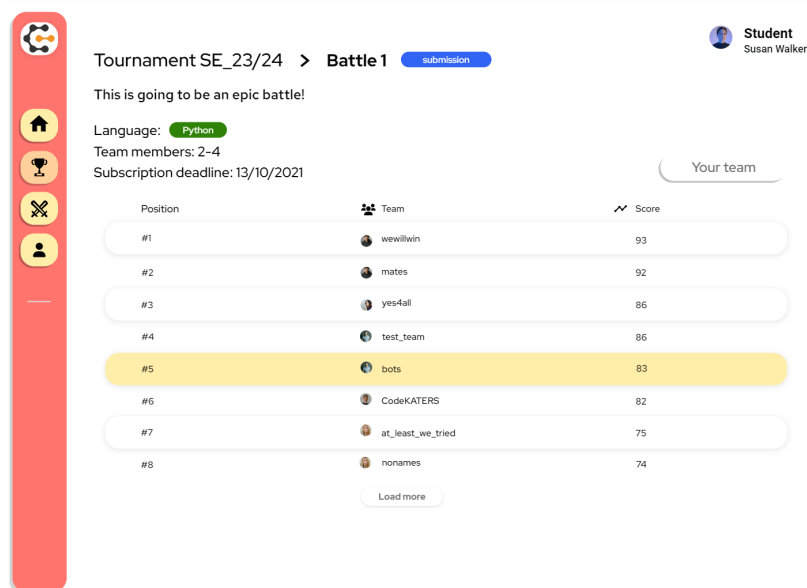 Student
Susan Walker
Tournament SE_23/24 > Battle 1 submission
This is going to be an epic battle!
Language: Python
Team members: 2-4
Subscription deadline: 13/10/2021
Your team
Position Team Score
#1 wewillwin 93
#2 mates 92
#3 yes4all 86
#4 test_team 86
#5 bots 83
#6 CodeKATERS 82
#7 at_least_we_tried 75
#8 nonames 74
Load more